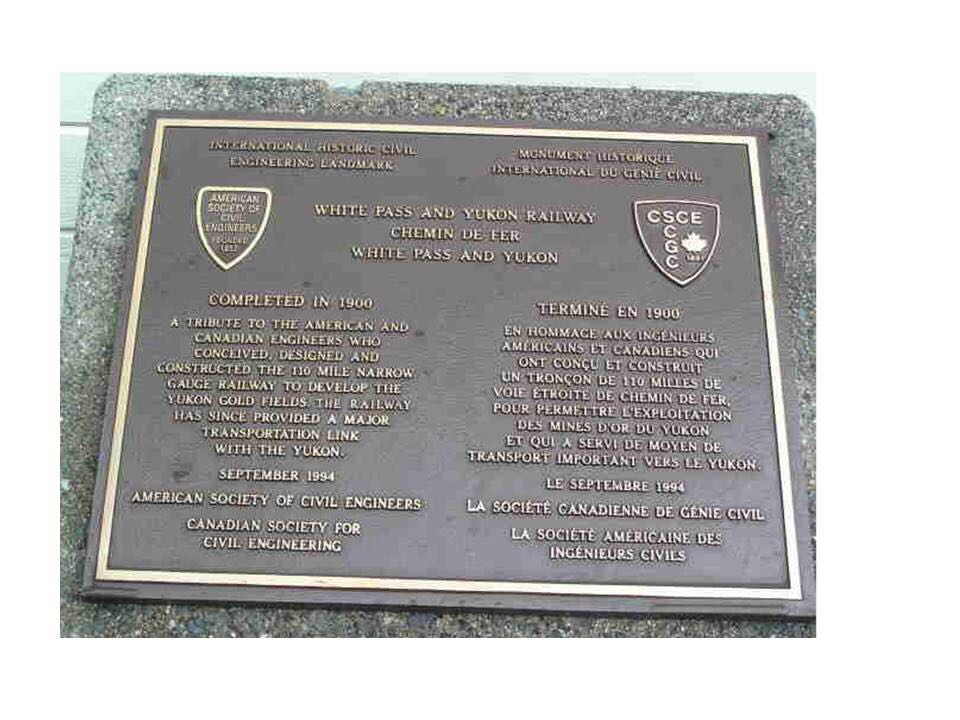 INTERNATIONAL HISTORIC CIVIL
ENGINEERING LANDMARK
MONUMENT HISTORIQUE
INTERNATIONAL DU GÉNIE CIVIL
AMERICAN
SOCIETY OF
CIVIL
ENGINEERS
FOUNDED
1852
WHITE PASS AND YUKON RAILWAY
CHEMIN DE FER
WHITE PASS AND YUKON
CSCE
C
G
C
1887
COMPLETED IN 1900
A TRIBUTE TO THE AMERICAN AND
CANADIAN ENGINEERS WHO
CONCEIVED, DESIGNED AND
CONSTRUCTED THE 110 MILE NARROW
GAUGE RAILWAY TO DEVELOP THE
YUKON GOLD FIELDS. THE RAILWAY
HAS SINCE PROVIDED A MAJOR
TRANSPORTATION LINK
WITH THE YUKON.
SEPTEMBER 1994
AMERICAN SOCIETY OF CIVIL ENGINEERS
CANADIAN SOCIETY FOR
CIVIL ENGINEERING
TERMINÉ EN 1900
EN HOMMAGE AUX INGÉNIEURS
AMÉRICAINS ET CANADIENS QUI
ONT CONÇU ET CONSTRUIT
UN TRONÇON DE 110 MILLES DE
VOIE ÉTROITE DE CHEMIN DE FER,
POUR PERMETTRE L'EXPLOITATION
DES MINES D'OR DU YUKON
ET QUI A SERVI DE MOYEN DE
TRANSPORT IMPORTANT VERS LE YUKON.
LE SEPTEMBRE 1994
LA SOCIÉTÉ CANADIENNE DE GÉNIE CIVIL
LA SOCIÉTÉ AMÉRICAINE DES
INGÉNIEURS CIVILS